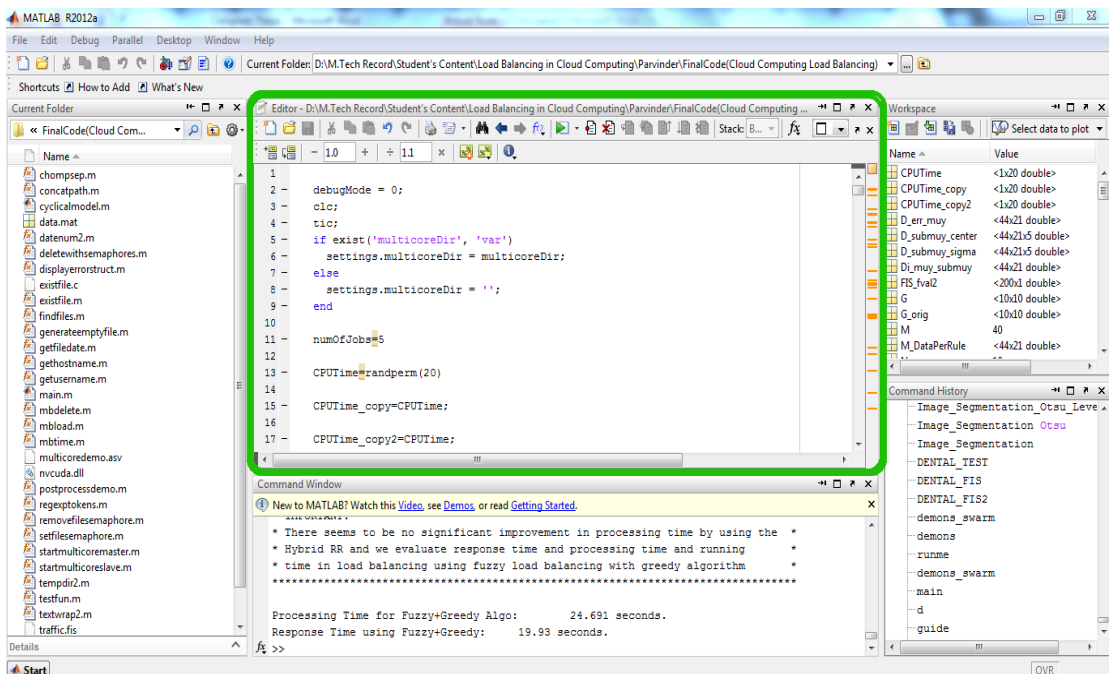 MATLAB R2012a
File Edit Debug Parallel Desktop Window Help
Current Folder: D:\M.Tech Record\Student's Content\Load Balancing in Cloud Computing\Parvinder\FinalCode(Cloud Computing Load Balancing)
Shortcuts How to Add What's New
Current Folder
« FinalCode(Cloud Com...
Name
chompsep.m
concatpath.m
cyclicalmodel.m
data.mat
datenum2.m
deletewithsemaphores.m
displayerrorstruct.m
existfile.c
existfile.m
findfiles.m
generateemptyfile.m
getfiledate.m
gethostname.m
getusername.m
main.m
mbdelete.m
mbload.m
mbtime.m
multicoredemo.asv
nvcuda.dll
postprocessdemo.m
regexptokens.m
removefilesemaphore.m
setfilesemaphore.m
startmulticoremaster.m
startmulticoreslave.m
tempdir2.m
testfun.m
textwrap2.m
traffic.fis
Details
Start
Editor - D:\M.Tech Record\Student's Content\Load Balancing in Cloud Computing\Parvinder\FinalCode(Cloud Computing ...
Stack: B...
fx
- 1.0 + ÷ 1.1 ×
1
2 - debugMode = 0;
3 - clc;
4 - tic;
5 - if exist('multicoreDir', 'var')
6 - settings.multicoreDir = multicoreDir;
7 - else
8 - settings.multicoreDir = '';
9 - end
10
11 - numOfJobs=5
12
13 - CPUTime=randperm(20)
14
15 - CPUTime_copy=CPUTime;
16
17 - CPUTime_copy2=CPUTime;
Command Window
New to MATLAB? Watch this Video, see Demos, or read Getting Started.
* There seems to be no significant improvement in processing time by using the *
* Hybrid RR and we evaluate response time and processing time and running *
* time in load balancing using fuzzy load balancing with greedy algorithm *
*********************************************************************************
Processing Time for Fuzzy+Greedy Algo: 24.691 seconds.
Response Time using Fuzzy+Greedy: 19.93 seconds.
fx >>
Workspace
Select data to plot
Name Value
CPUTime <1x20 double>
CPUTime_copy <1x20 double>
CPUTime_copy2 <1x20 double>
D_err_muy <44x21 double>
D_submuy_center <44x21x5 double>
D_submuy_sigma <44x21x5 double>
Di_muy_submuy <44x21 double>
FIS_fval2 <200x1 double>
G <10x10 double>
G_orig <10x10 double>
M 40
M_DataPerRule <44x21 double>
Command History
Image_Segmentation_Otsu_Leve
Image_Segmentation Otsu
Image_Segmentation
DENTAL_TEST
DENTAL_FIS
DENTAL_FIS2
demons_swarm
demons
runme
demons_swarm
main
d
guide
OVR